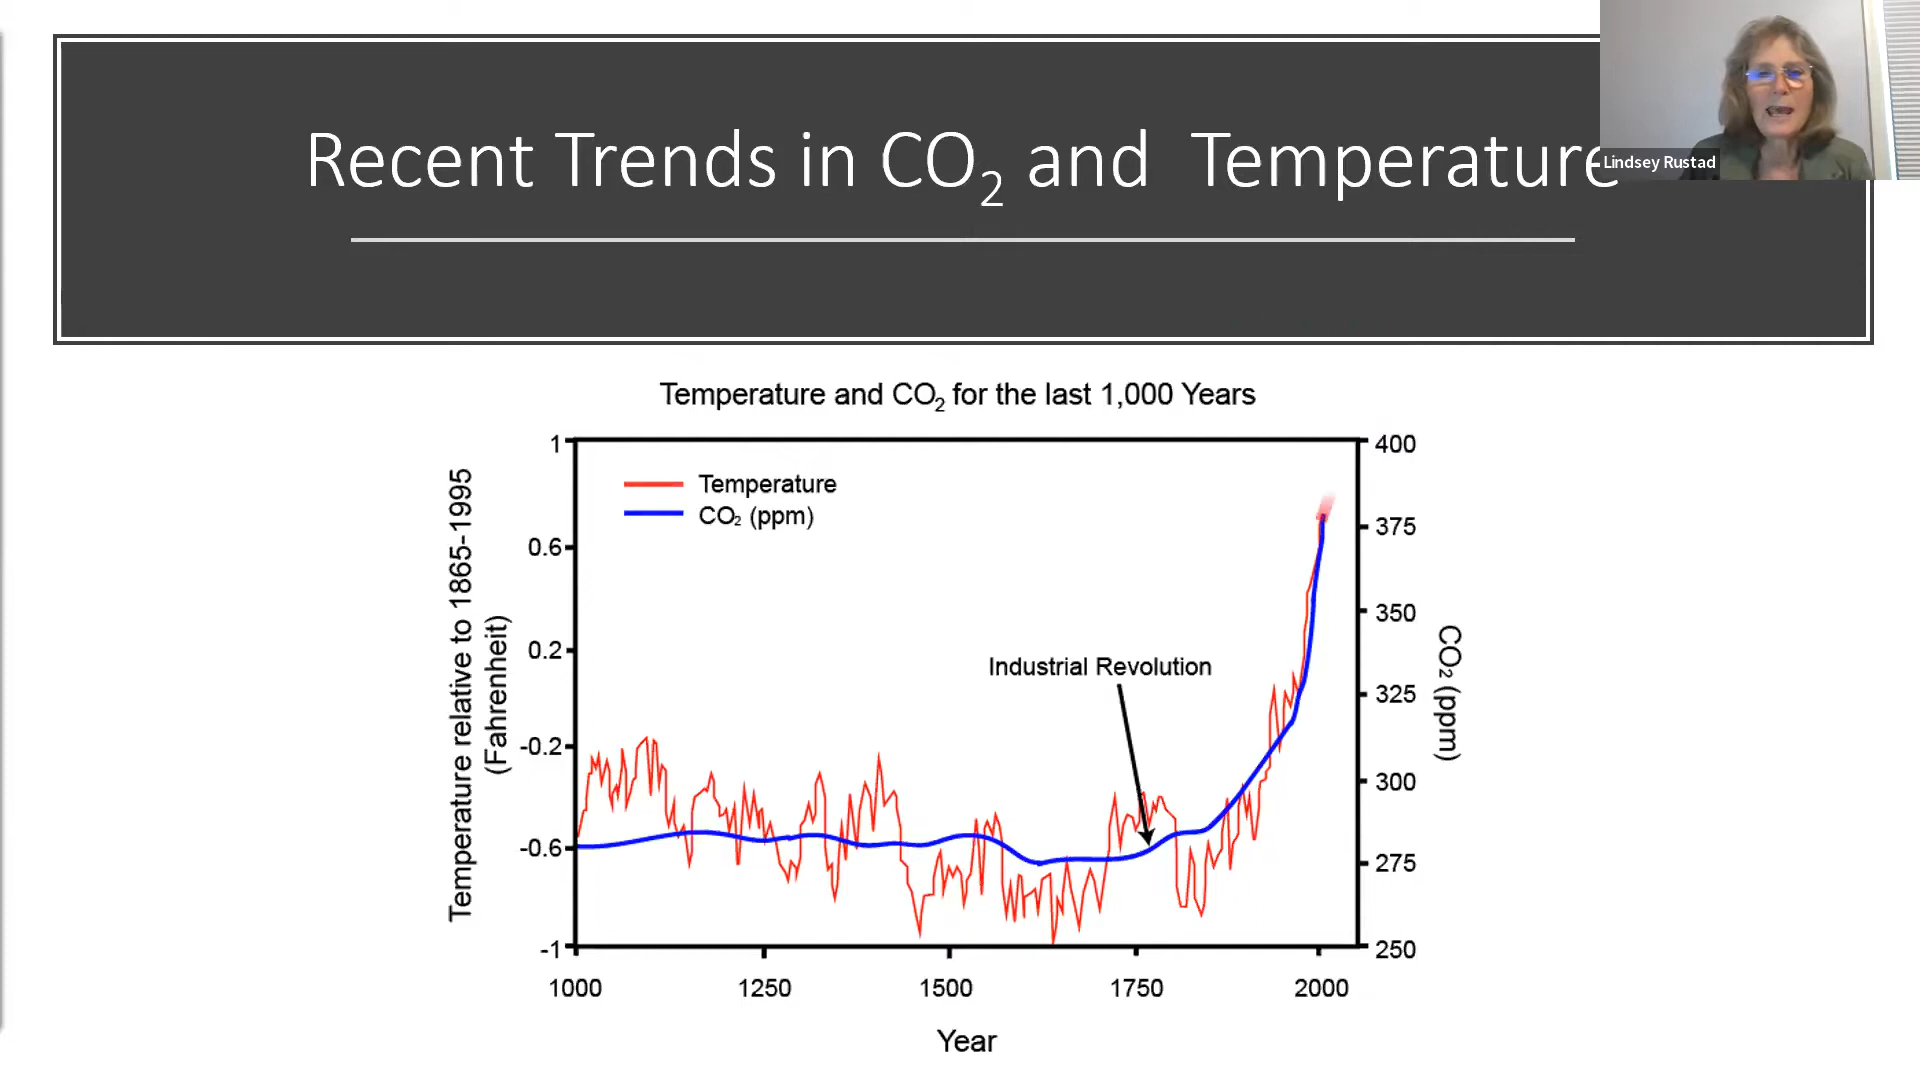 Recent Trends in CO₂ and Temperature
Lindsey Rustad
Temperature and CO₂ for the last 1,000 Years
Temperature relative to 1865-1995
(Fahrenheit)
1
0.6
0.2
-0.2
-0.6
-1
Temperature
CO₂ (ppm)
Industrial Revolution
400
375
350
325
300
275
250
CO₂ (ppm)
1000 1250 1500 1750 2000
Year